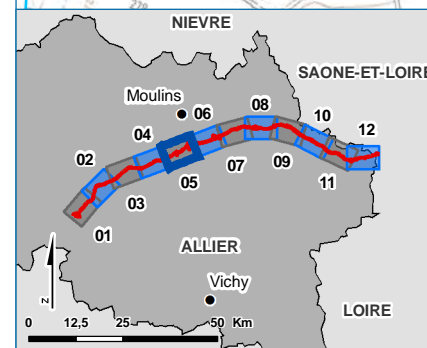 NIEVRE
SAONE-ET-LOIRE
Moulins
06
08
10
12
04
02
07
09
05
11
03
01
ALLIER
Vichy
LOIRE
N
0 12,5 25 50 Km